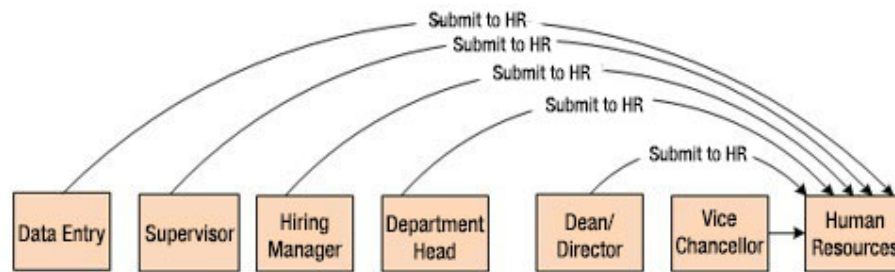 Submit to HR
Submit to HR
Submit to HR
Submit to HR
Submit to HR
Data Entry
Supervisor
Hiring
Manager
Department
Head
Dean/
Director
Vice
Chancellor
Human
Resources